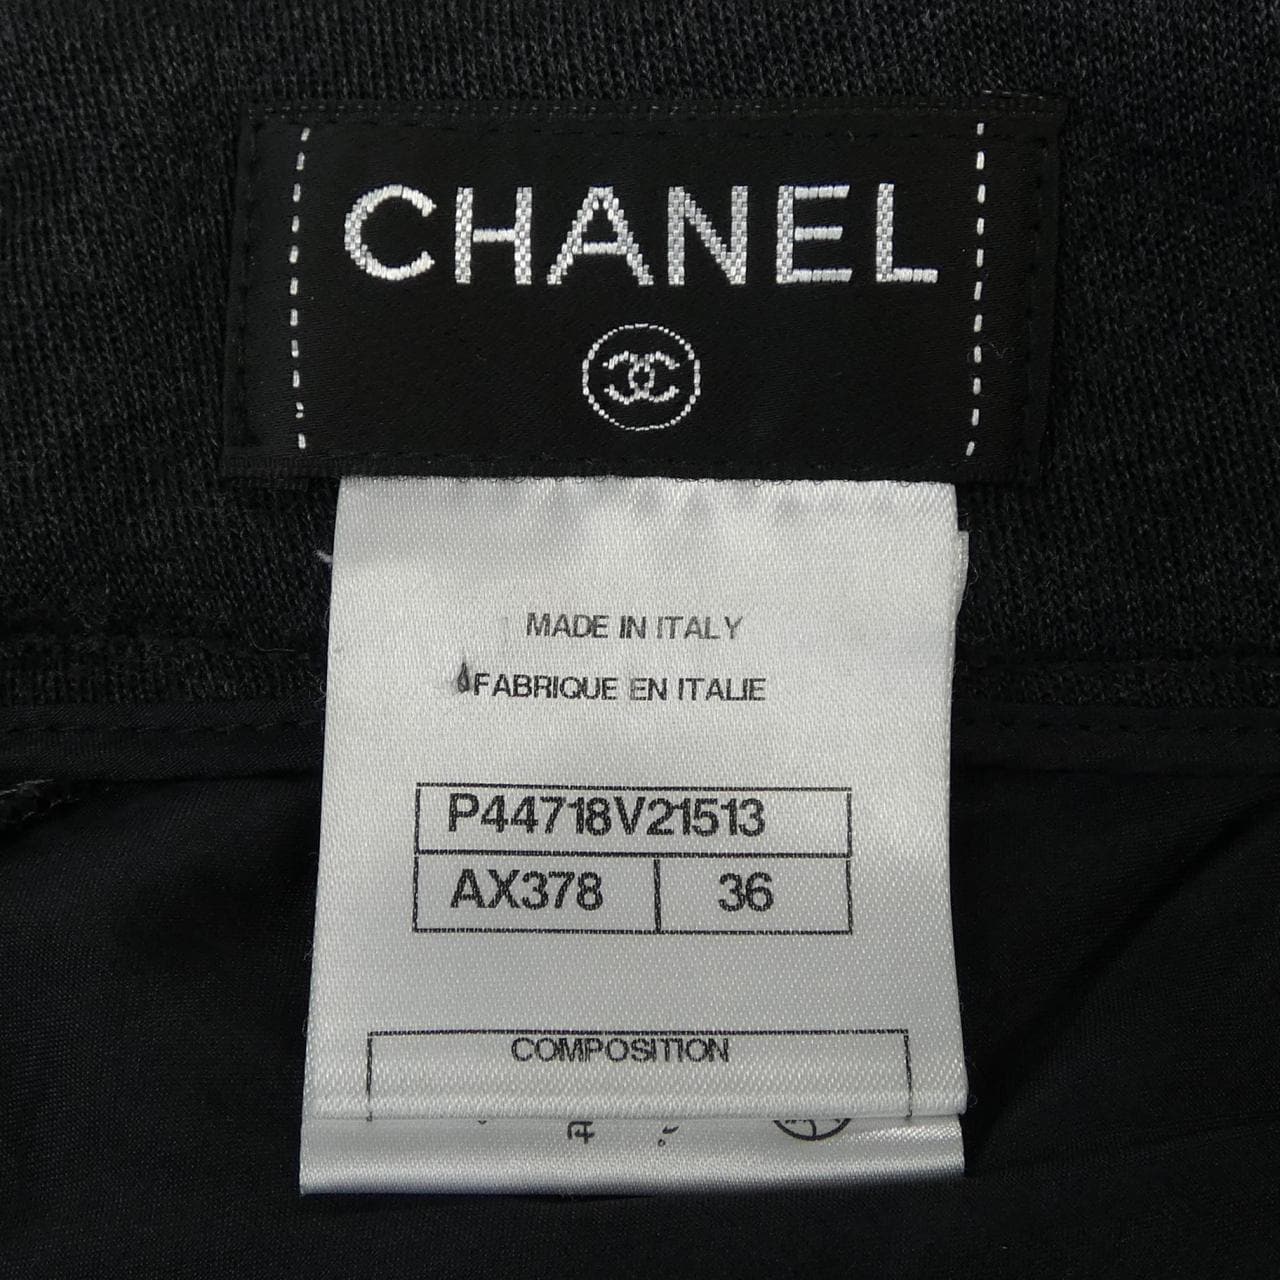 CHANEL
MADE IN ITALY
FABRIQUE EN ITALIE
P44718V21513
AX378 36
COMPOSITION